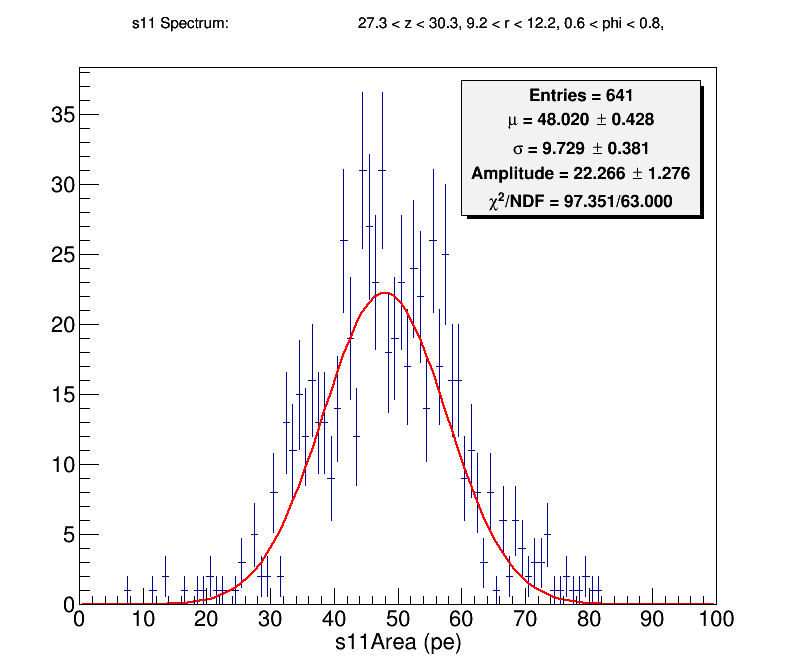 s11 Spectrum: 27.3 < z < 30.3, 9.2 < r < 12.2, 0.6 < phi < 0.8,
Entries = 641
μ = 48.020 ± 0.428
σ = 9.729 ± 0.381
Amplitude = 22.266 ± 1.276
χ²/NDF = 97.351/63.000
35
30
25
20
15
10
5
0
0 10 20 30 40 50 60 70 80 90 100
s11Area (pe)